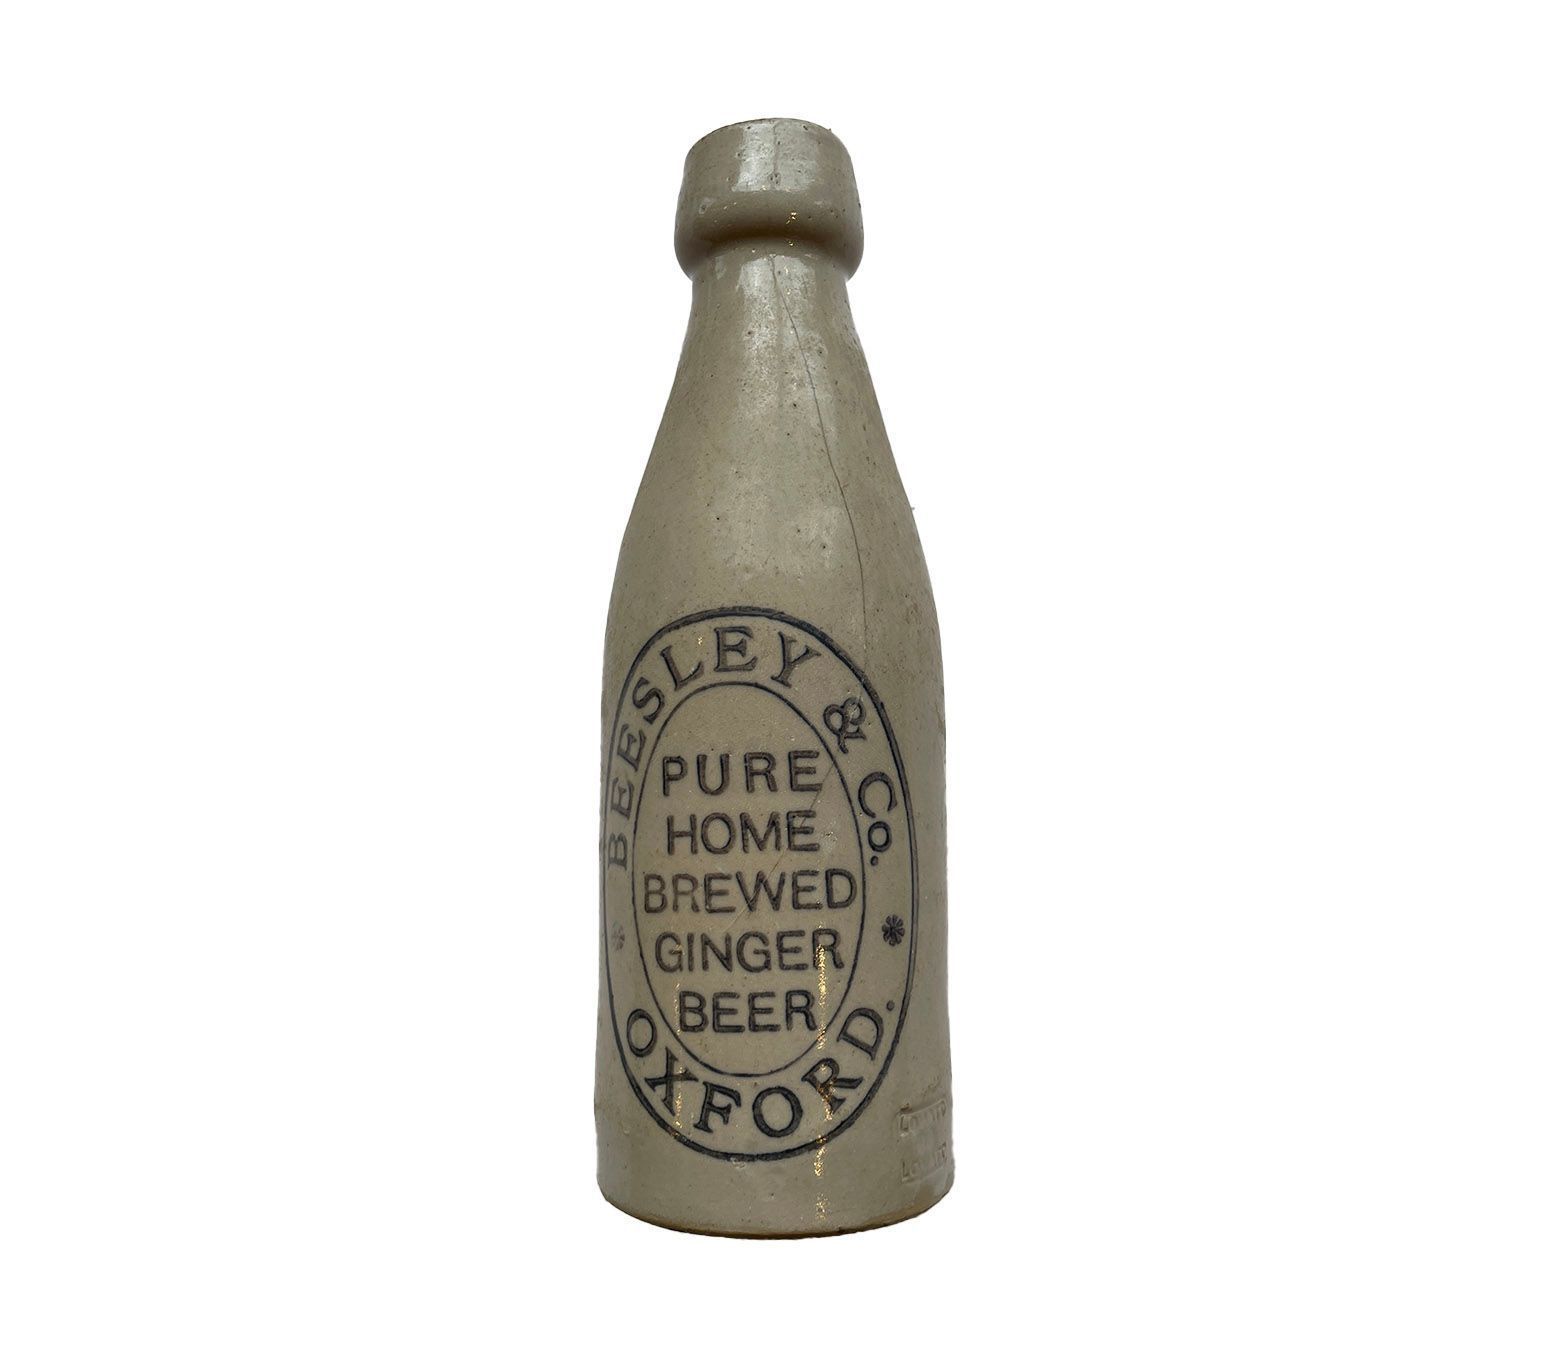 BEESLEY & Co.
PURE
HOME
BREWED
GINGER
BEER
OXFORD.